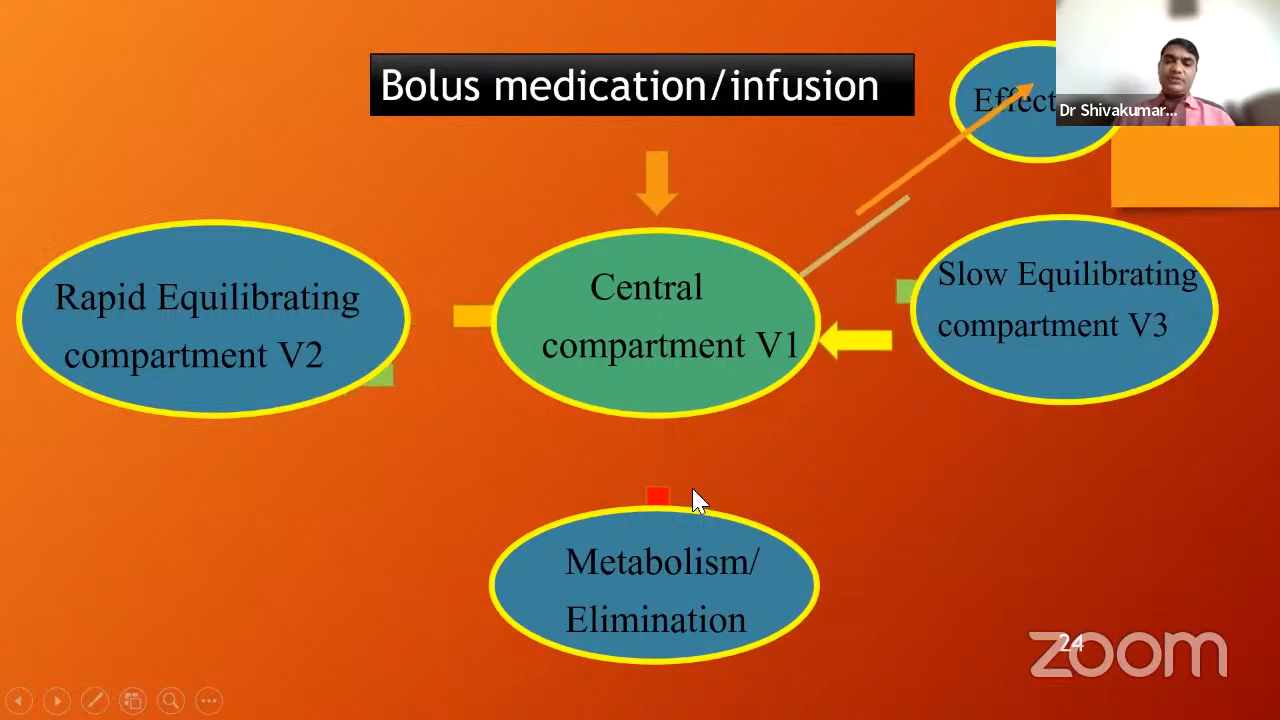 Bolus medication/infusion
Effect
Dr Shivakumar...
Rapid Equilibrating
compartment V2
Central
compartment V1
Slow Equilibrating
compartment V3
Metabolism/
Elimination
24
zoom